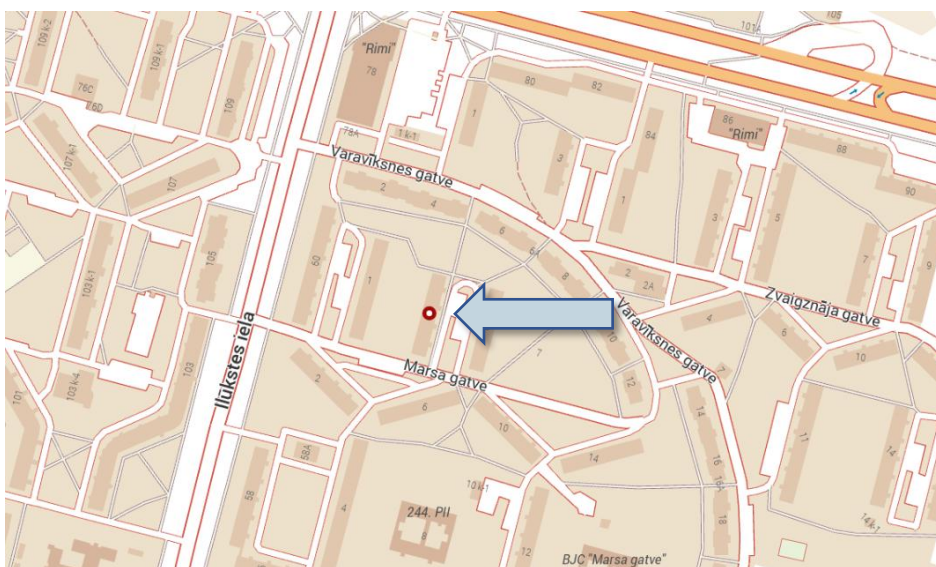 109 k-2
109 k-1
"Rimi"
78
101A
105
80
82
76C
76D
109
1
78A
1 k-1
86
"Rimi"
84
88
107 k-1
Varavīksnes gatve
3
107
2
4
90
1
3
5
60
6
6A
105
103 k-1
1
8
2
2A
7
9
Zvaigznāja gatve
Varavīksnes gatve
4
6
Ilūkstes iela
10
7
10
Marsa gatve
2
103
12
7
103 k-4
101
6
14
10
11
14
58A
14
16
16A
58
10 k-1
4
244. PII
8
18
14 k-1
12
BJC "Marsa gatve"